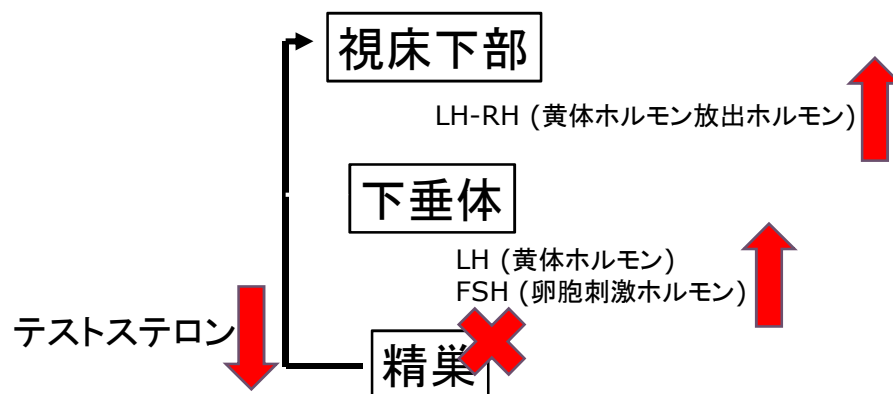 視床下部
LH-RH (黄体ホルモン放出ホルモン)
下垂体
LH (黄体ホルモン)
FSH (卵胞刺激ホルモン)
テストステロン
精巣